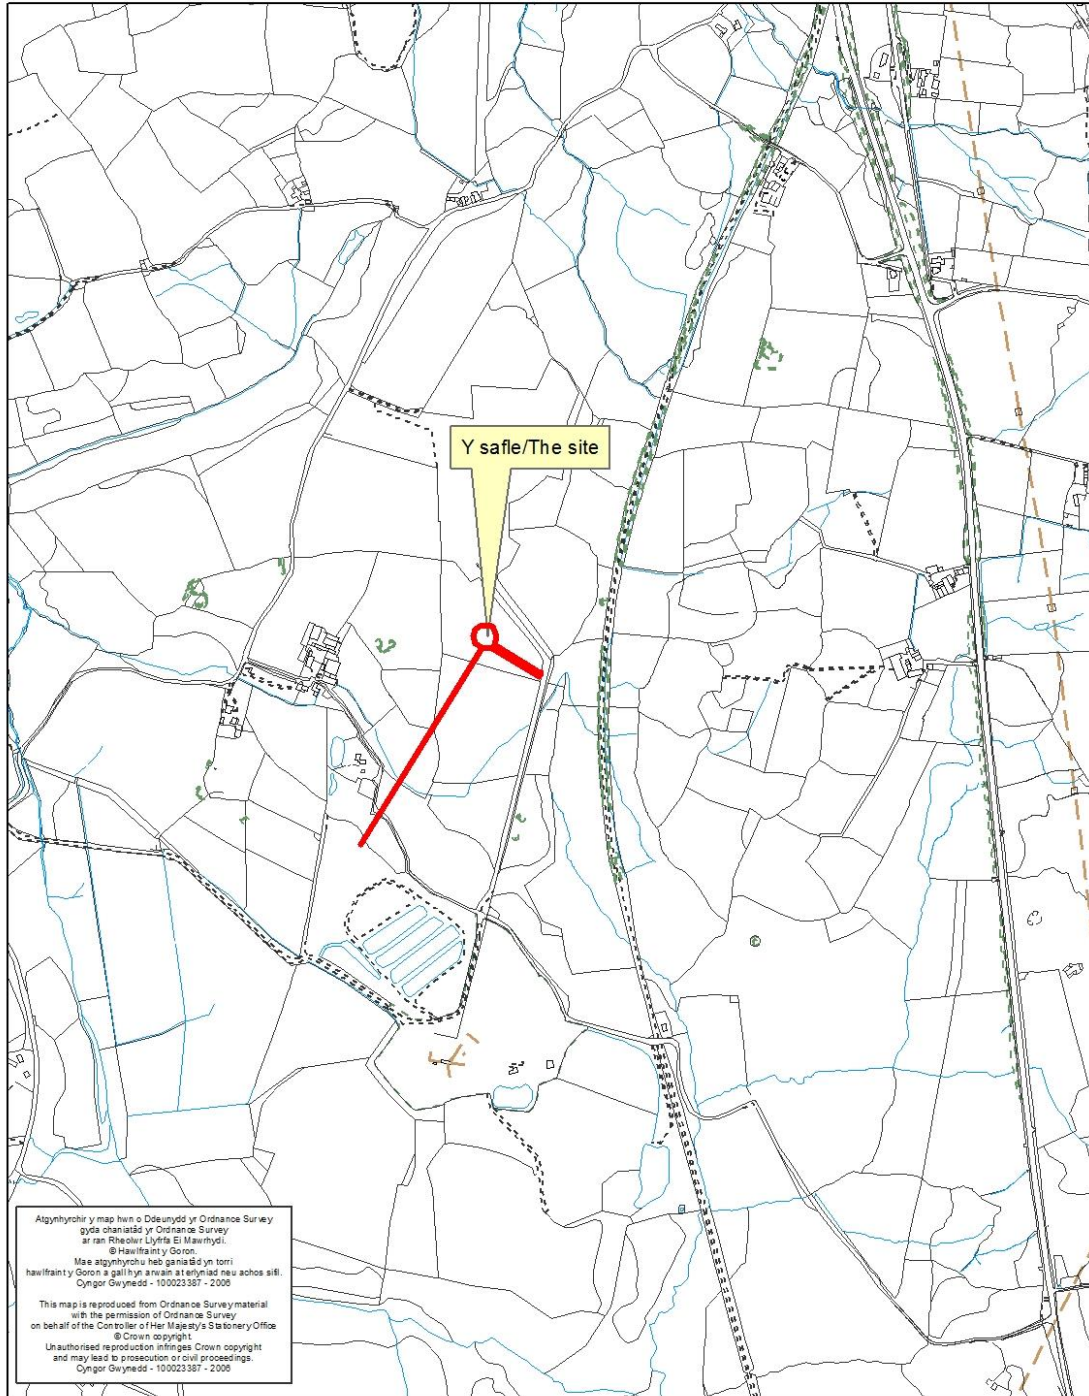 Y safle/The site
Atgynhyrchir y map hwn o Ddeunydd yr Ordnance Survey
gyda chaniatâd yr Ordnance Survey
ar ran Rheolwr Llyfrfa Ei Mawrhydi.
© Hawlfraint y Goron.
Mae atgynhyrchu heb ganiatâd yn torri
hawlfraint y Goron a gall hyn arwain at erlyniad neu achos sifil.
Cyngor Gwynedd - 100023387 - 2006
This map is reproduced from Ordnance Survey material
with the permission of Ordnance Survey
on behalf of the Controller of Her Majesty's Stationery Office
© Crown copyright.
Unauthorised reproduction infringes Crown copyright
and may lead to prosecution or civil proceedings.
Cyngor Gwynedd - 100023387 - 2006